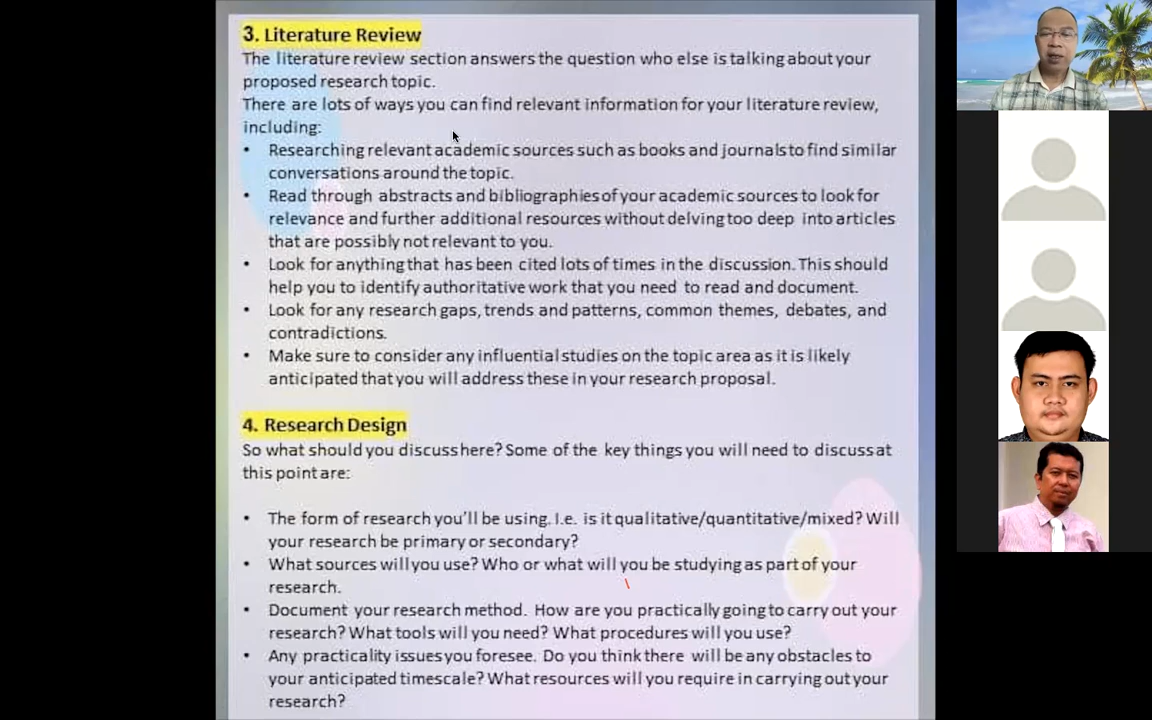 3. Literature Review
The literature review section answers the question who else is talking about your
proposed research topic.
There are lots of ways you can find relevant information for your literature review,
including:
• Researching relevant academic sources such as books and journals to find similar
conversations around the topic.
• Read through abstracts and bibliographies of your academic sources to look for
relevance and further additional resources without delving too deep into articles
that are possibly not relevant to you.
• Look for anything that has been cited lots of times in the discussion. This should
help you to identify authoritative work that you need to read and document.
• Look for any research gaps, trends and patterns, common themes, debates, and
contradictions.
• Make sure to consider any influential studies on the topic area as it is likely
anticipated that you will address these in your research proposal.
4. Research Design
So what should you discuss here? Some of the key things you will need to discuss at
this point are:
• The form of research you'll be using. I.e. is it qualitative/quantitative/mixed? Will
your research be primary or secondary?
• What sources will you use? Who or what will you be studying as part of your
research.
• Document your research method. How are you practically going to carry out your
research? What tools will you need? What procedures will you use?
• Any practicality issues you foresee. Do you think there will be any obstacles to
your anticipated timescale? What resources will you require in carrying out your
research?